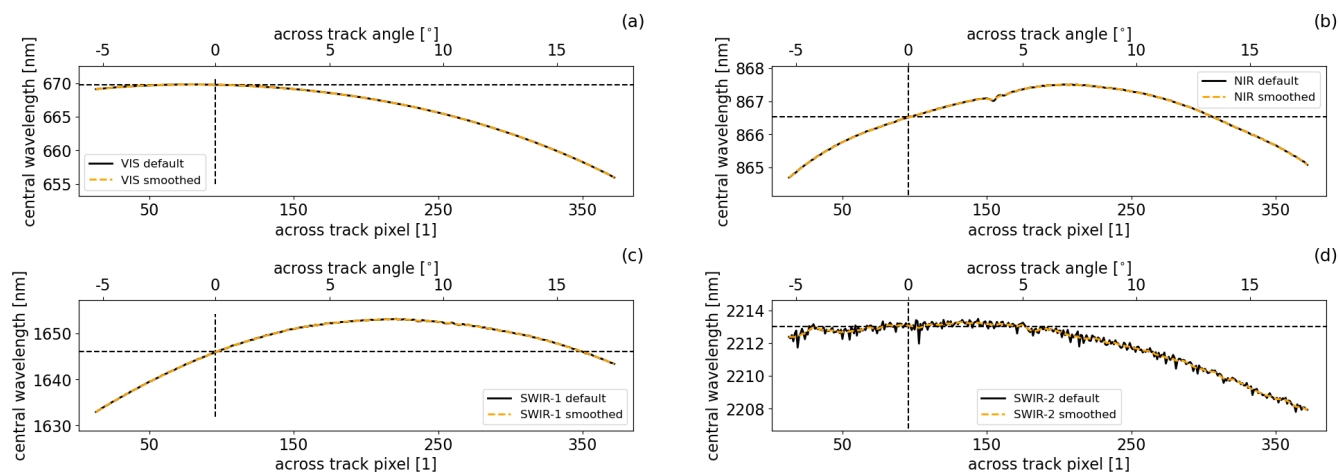 (a)
across track angle [°]
-5 0 5 10 15
central wavelength [nm]
670
665
660
655
VIS default
VIS smoothed
50 150 250 350
across track pixel [1]
(b)
across track angle [°]
-5 0 5 10 15
central wavelength [nm]
868
867
866
865
NIR default
NIR smoothed
50 150 250 350
across track pixel [1]
(c)
across track angle [°]
-5 0 5 10 15
central wavelength [nm]
1650
1640
1630
SWIR-1 default
SWIR-1 smoothed
50 150 250 350
across track pixel [1]
(d)
across track angle [°]
-5 0 5 10 15
central wavelength [nm]
2214
2212
2210
2208
SWIR-2 default
SWIR-2 smoothed
50 150 250 350
across track pixel [1]